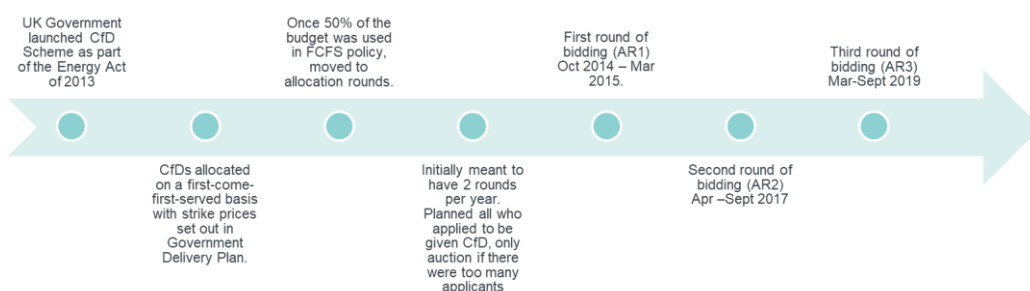 UK Government
launched CfD
Scheme as part
of the Energy Act
of 2013
CfDs allocated
on a first-come-
first-served basis
with strike prices
set out in
Government
Delivery Plan.
Once 50% of the
budget was used
in FCFS policy,
moved to
allocation rounds.
Initially meant to
have 2 rounds
per year.
Planned all who
applied to be
given CfD, only
auction if there
were too many
applicants
First round of
bidding (AR1)
Oct 2014 – Mar
2015.
Second round of
bidding (AR2)
Apr –Sept 2017
Third round of
bidding (AR3)
Mar-Sept 2019